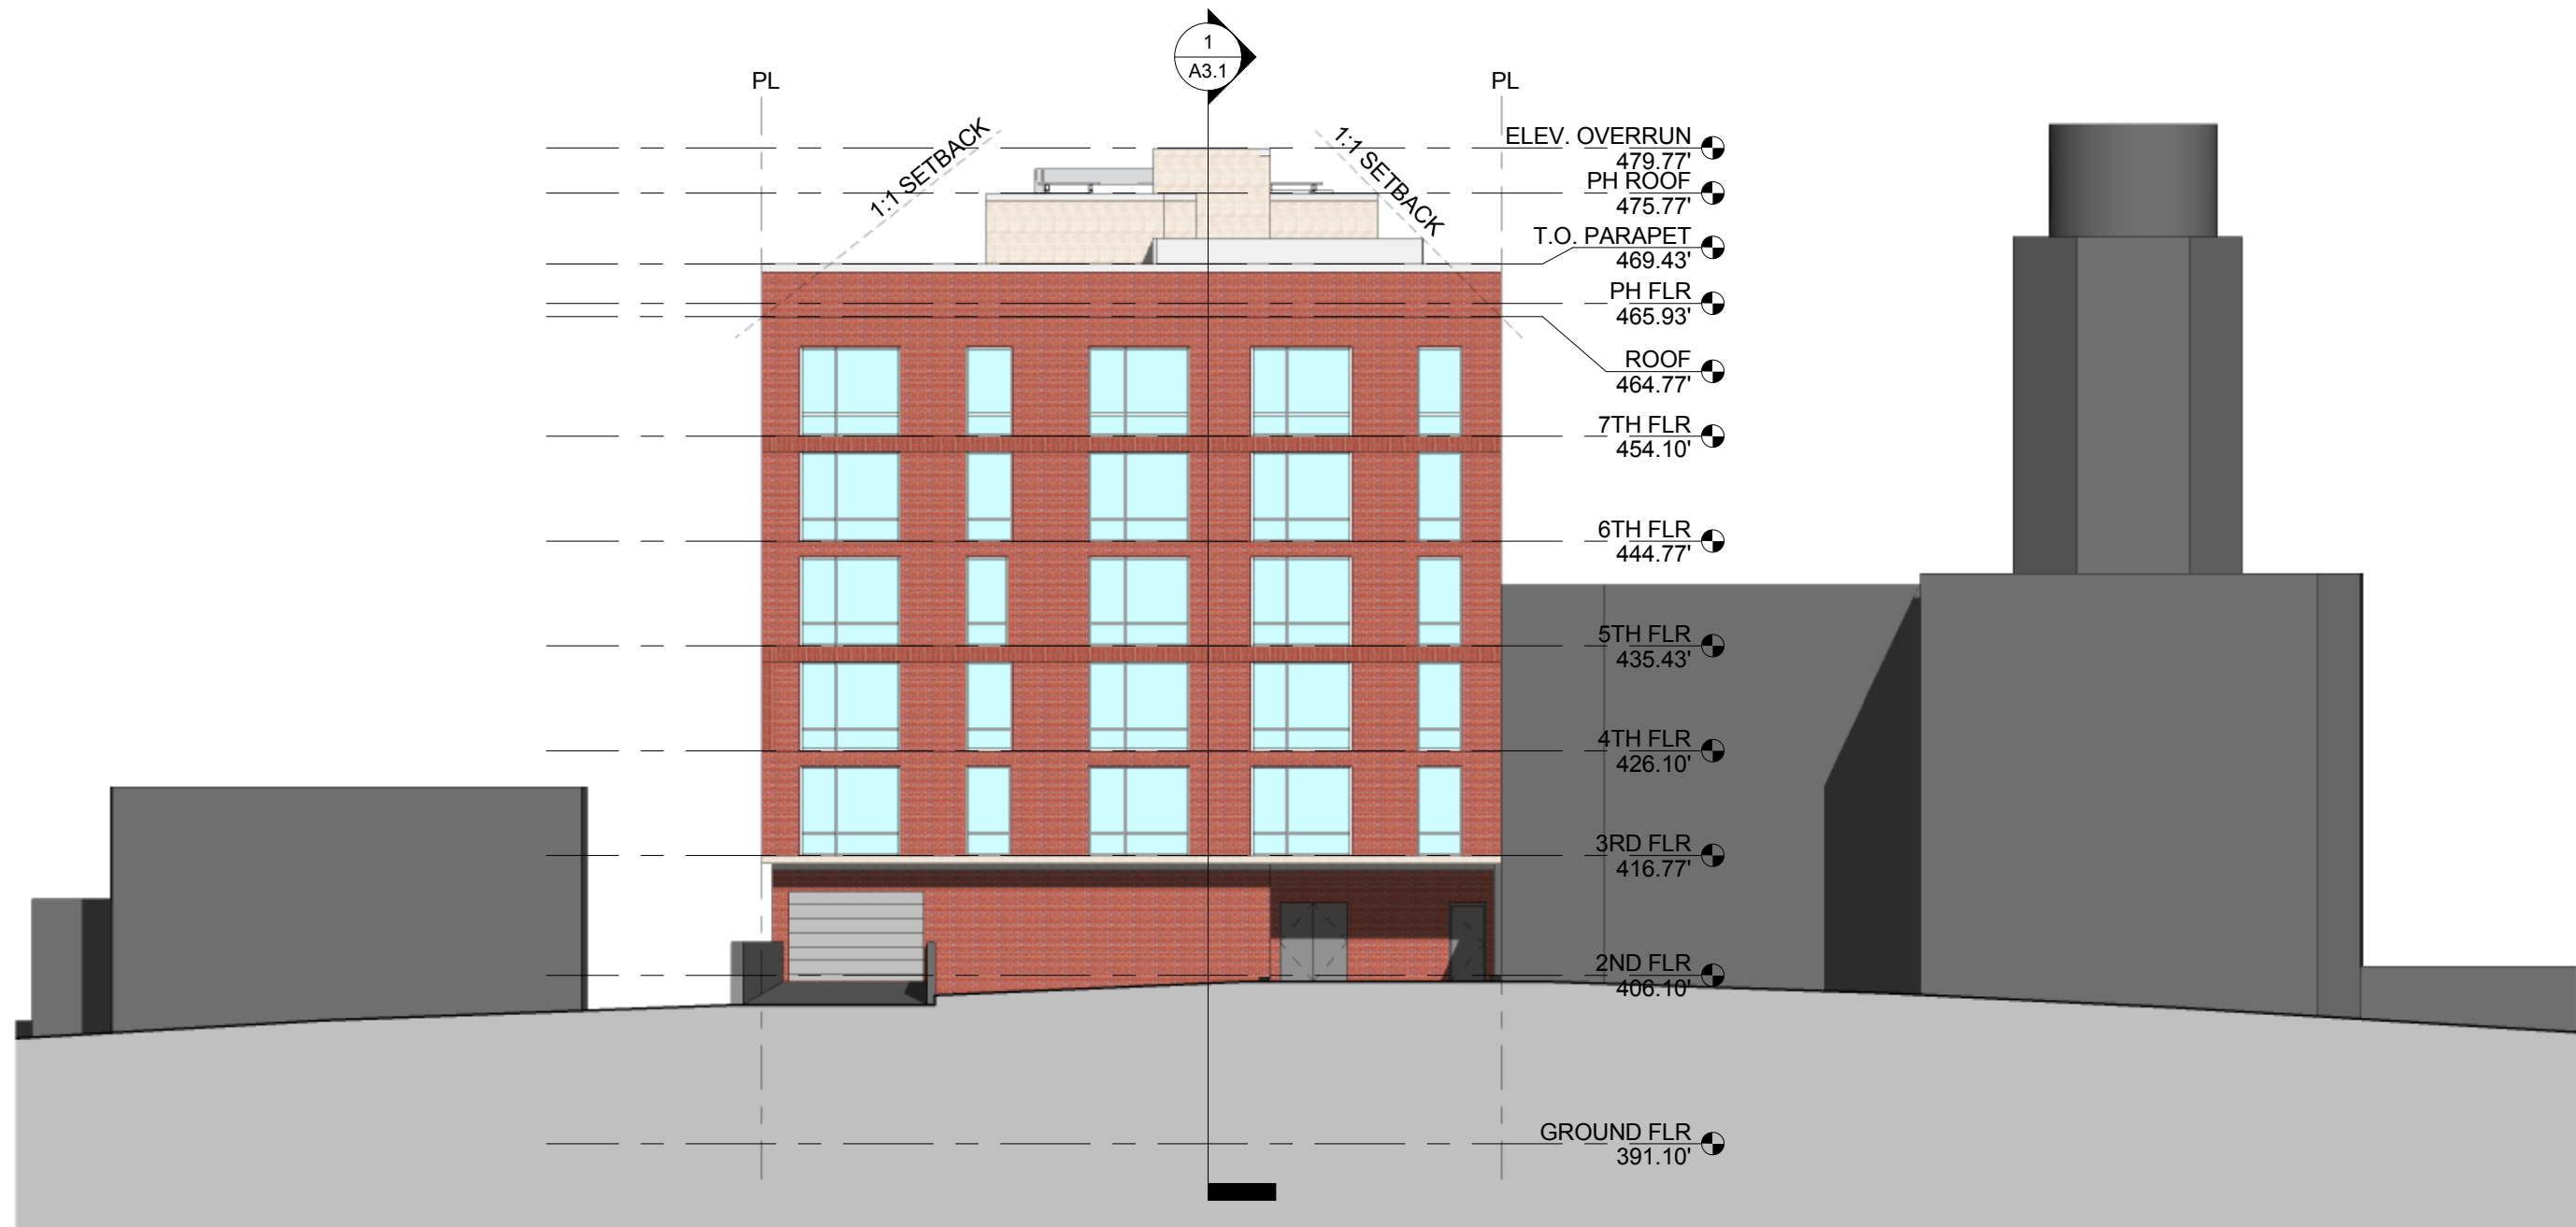 1
A3.1
PL
PL
1:1 SETBACK
1:1 SETBACK
ELEV. OVERRUN
479.77'
PH ROOF
475.77'
T.O. PARAPET
469.43'
PH FLR
465.93'
ROOF
464.77'
7TH FLR
454.10'
6TH FLR
444.77'
5TH FLR
435.43'
4TH FLR
426.10'
3RD FLR
416.77'
2ND FLR
406.10'
GROUND FLR
391.10'